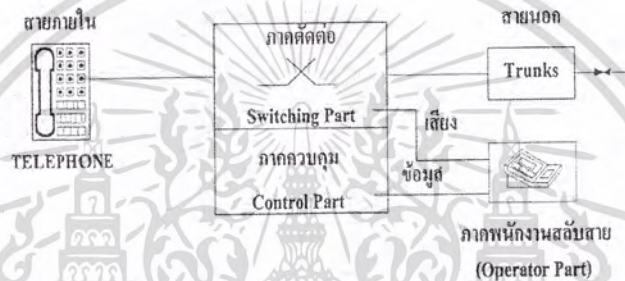 สายภายใน
TELEPHONE
ภาคตัดต่อ
Switching Part
ภาคควบคุม
Control Part
สายนอก
Trunks
เสียง
ข้อมูล
ภาคพนักงานสลับสาย
(Operator Part)